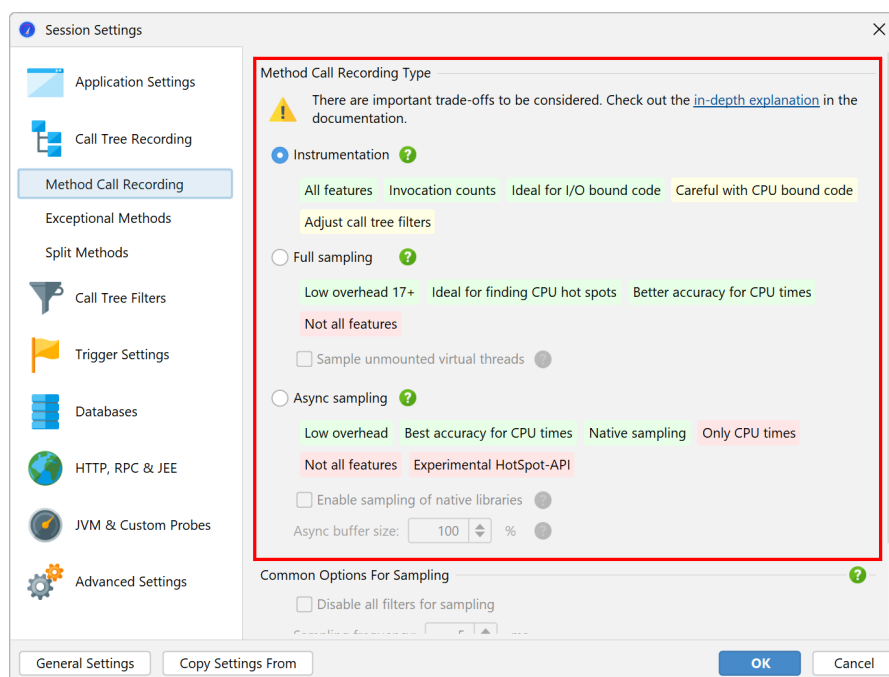 Session Settings
Application Settings
Call Tree Recording
Method Call Recording
Exceptional Methods
Split Methods
Call Tree Filters
Trigger Settings
Databases
HTTP, RPC & JEE
JVM & Custom Probes
Advanced Settings
Method Call Recording Type
There are important trade-offs to be considered. Check out the in-depth explanation in the
documentation.
Instrumentation
All features Invocation counts Ideal for I/O bound code Careful with CPU bound code
Adjust call tree filters
Full sampling
Low overhead 17+ Ideal for finding CPU hot spots Better accuracy for CPU times
Not all features
Sample unmounted virtual threads
Async sampling
Low overhead Best accuracy for CPU times Native sampling Only CPU times
Not all features Experimental HotSpot-API
Enable sampling of native libraries
Async buffer size: 100 %
Common Options For Sampling
Disable all filters for sampling
Sampling frequency: 5 ms
General Settings Copy Settings From OK Cancel